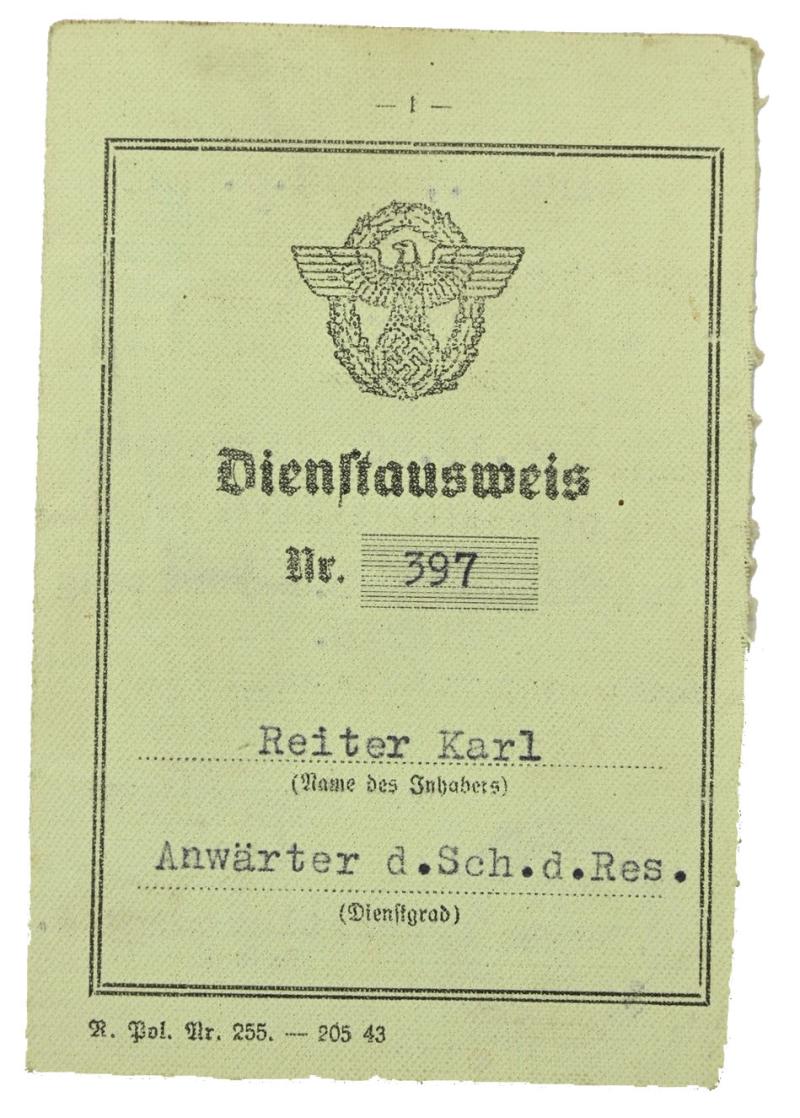 — 1 —
Dienstausweis
Nr. 397
Reiter Karl
(Name des Inhabers)
Anwärter d.Sch.d.Res.
(Dienstgrad)
R. Pol. Nr. 255. — 205 43